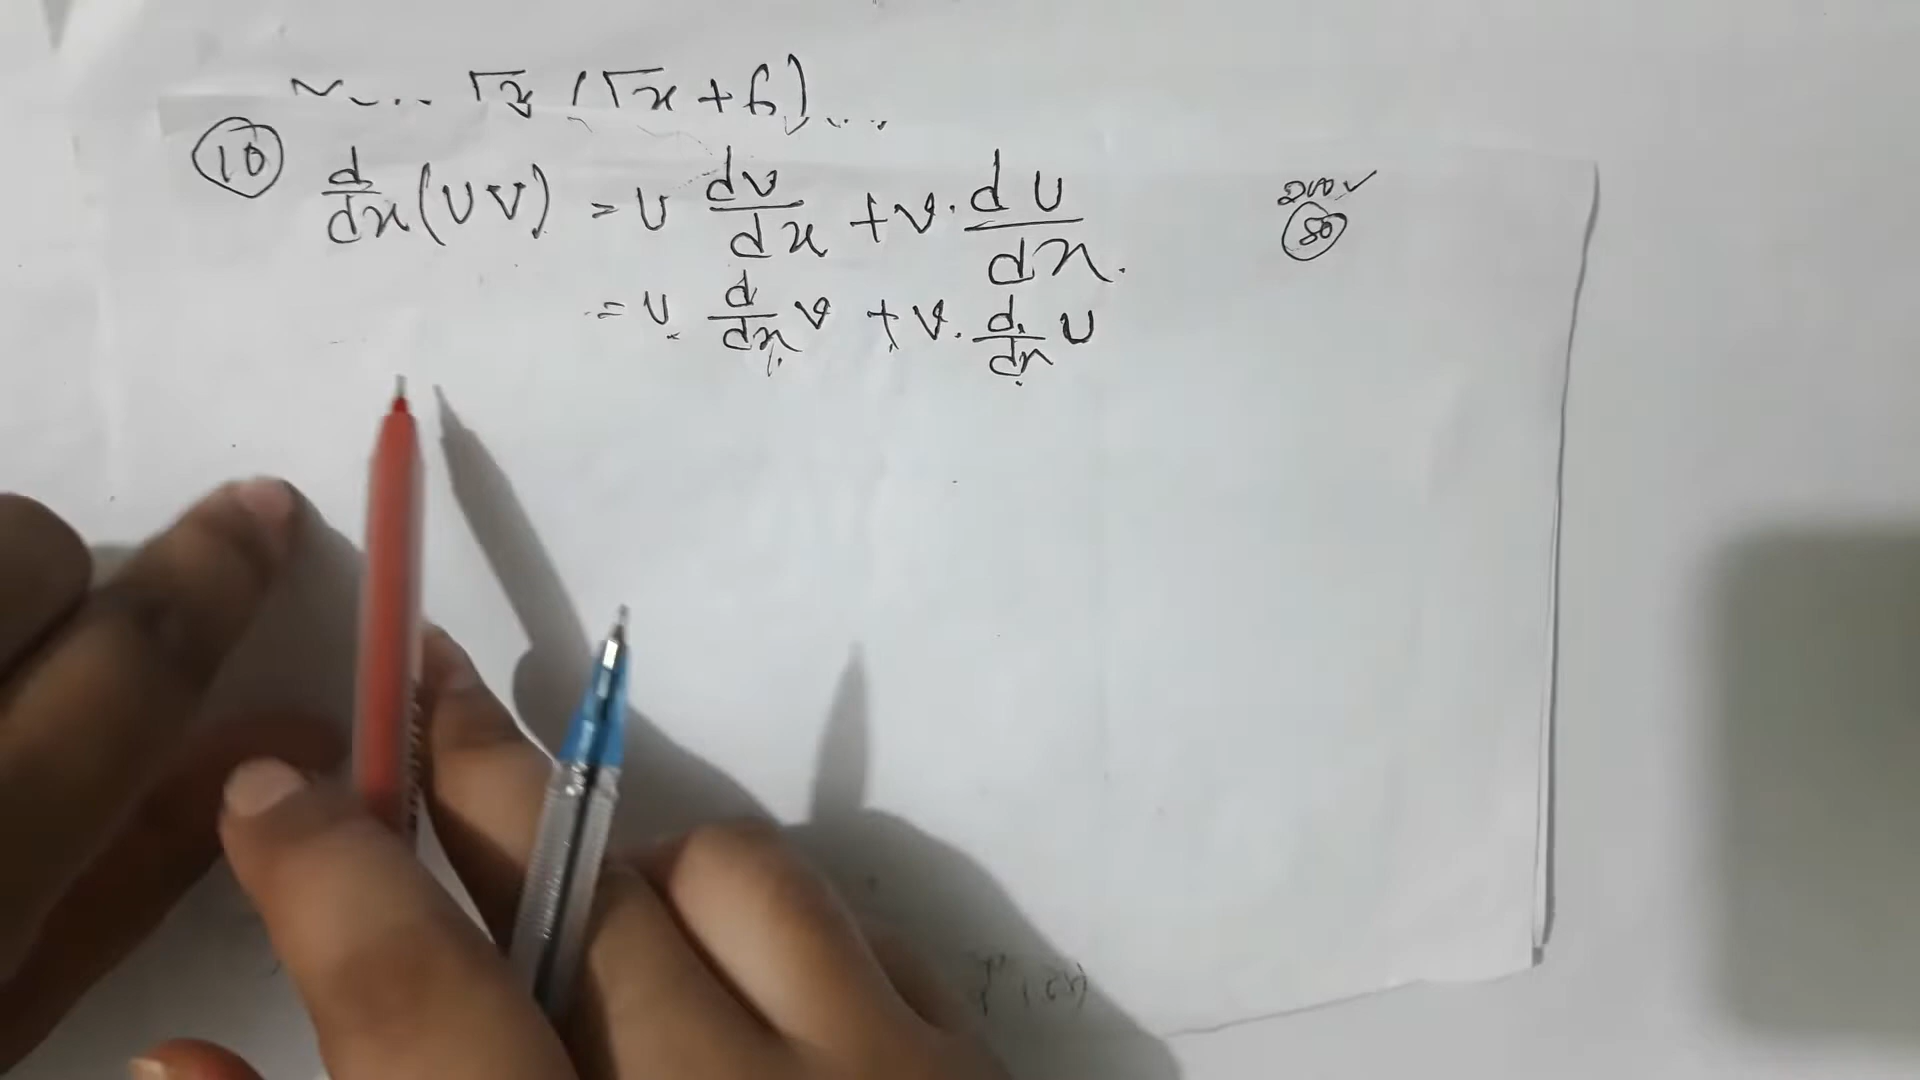 √x (√x + 6) ...
10 d/dx (UV) = U dv/dx + v. dU/dx.
= U d/dx v + v. d/dx U
80